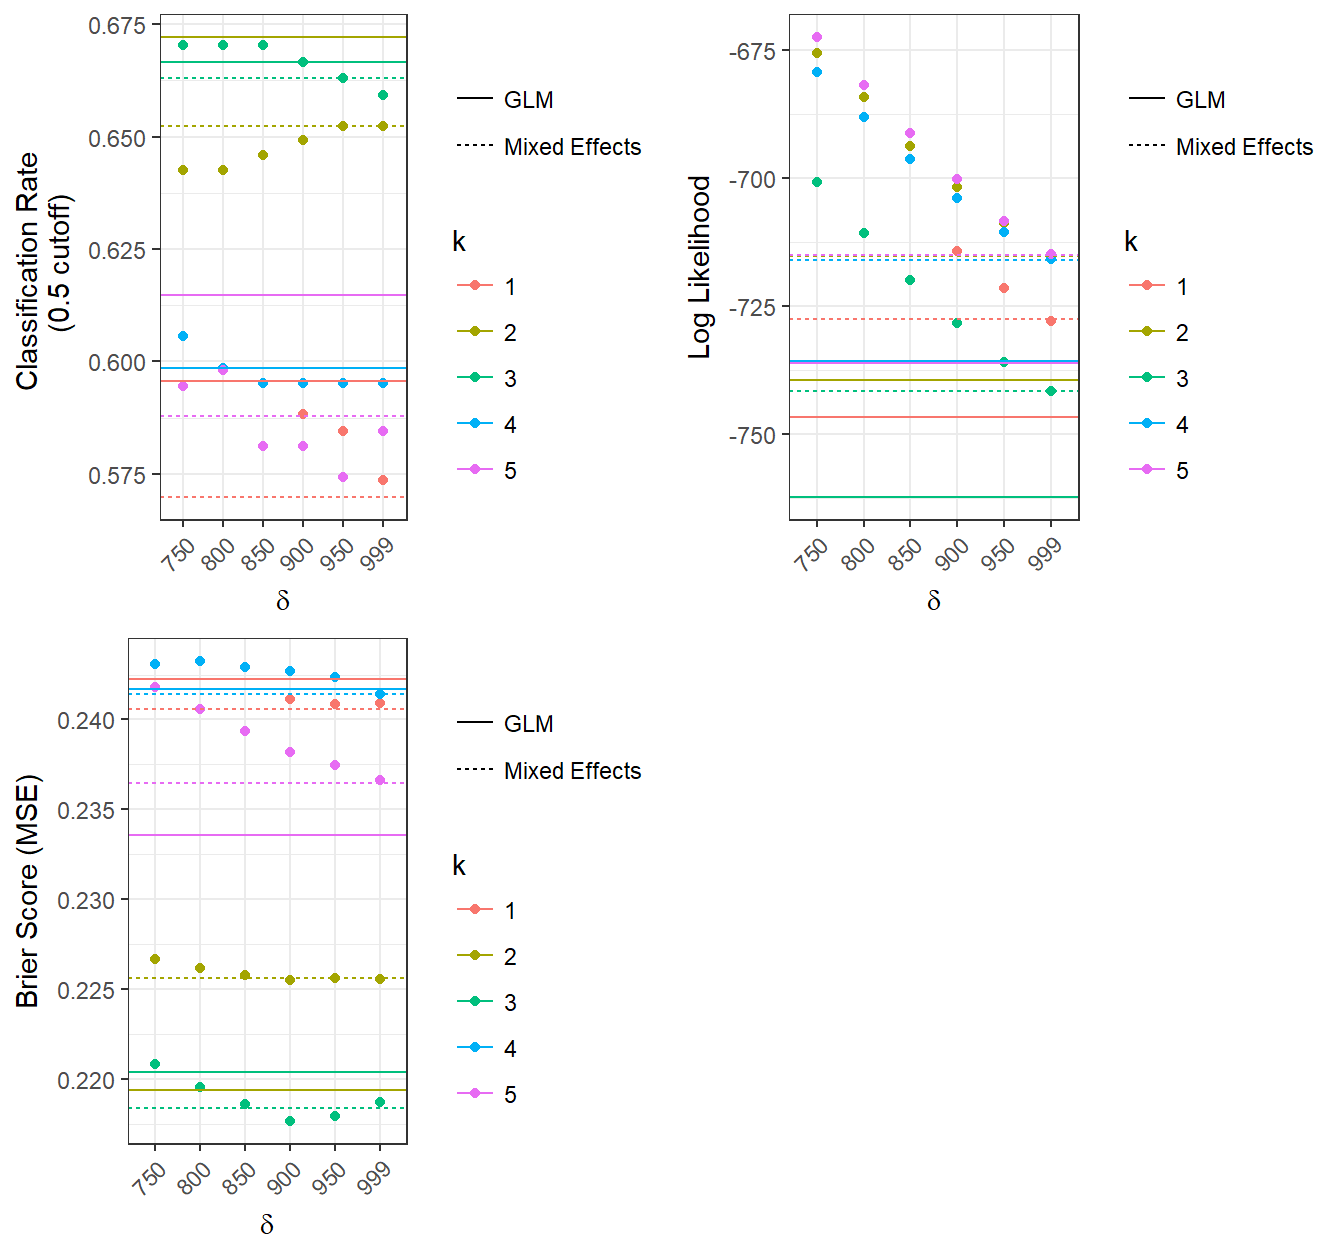 Classification Rate
(0.5 cutoff)
0.675
0.650
0.625
0.600
0.575
750
800
850
900
950
999
δ
GLM
Mixed Effects
k
1
2
3
4
5
Log Likelihood
-675
-700
-725
-750
750
800
850
900
950
999
δ
GLM
Mixed Effects
k
1
2
3
4
5
Brier Score (MSE)
0.240
0.235
0.230
0.225
0.220
750
800
850
900
950
999
δ
GLM
Mixed Effects
k
1
2
3
4
5